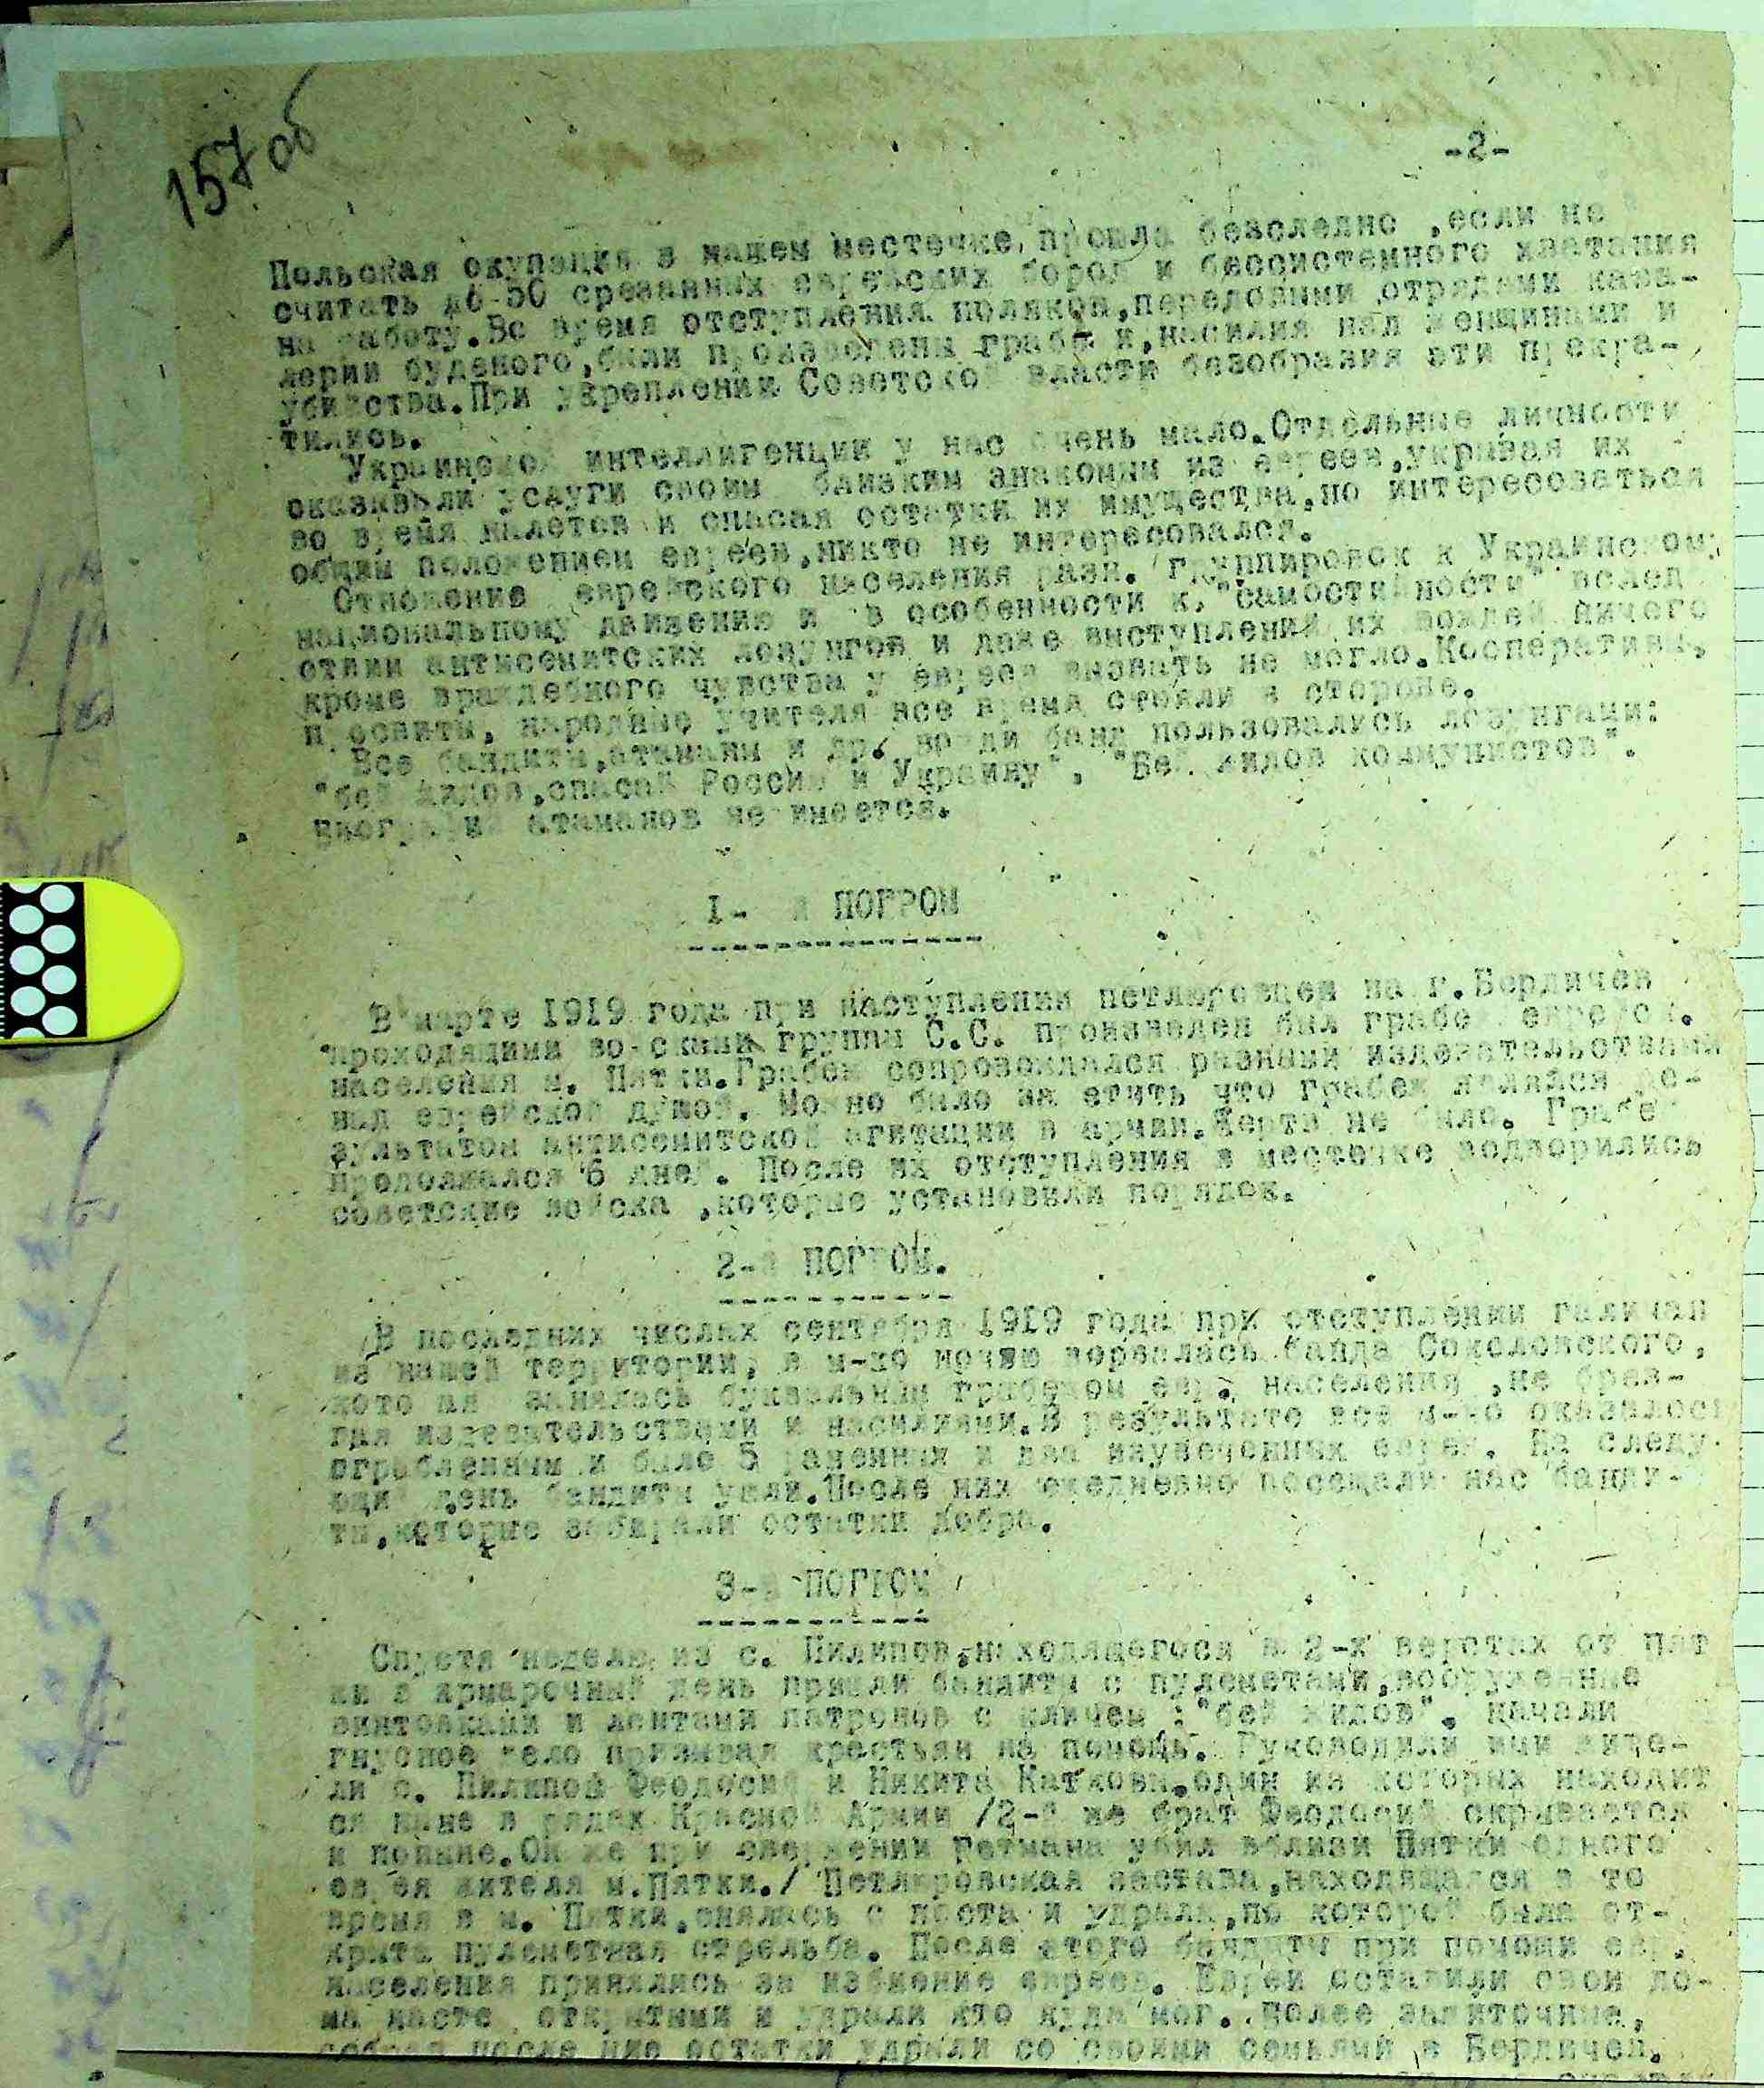 157 об
-2-
Польская окупация в нашем местечке, прошла безследно ,если не
считать 40-50 срезанных еврейских бород и бессистемного хватания
на работу.Во время отступления поляков,передовыми отрядами кава-
лерии буденого,были произведены грабежи,насилия над женщинами и
убийства.При укреплении Советской власти безобразия эти прекра-
тились.
Украинской интеллигенции у нас очень мало.Отдельные личности
оказывали услуги своим близким знакомым из евреев,укрывая их
во время налетов и спасая остатки их имущества,но интересоваться
общим положением евреев,никто не интересовался.
Отношение еврейского населения разн. группировок к Украинскому
национальному движению и в особенности к "самостийности" вслед
ствии антисемитских лозунгов и даже выступлений их вождей ничего
кроме враждебного чувства у евреев вызвать не могло.Косперативы,
п освиты, народные учителя все время стояли в стороне.
Все бандиты,атаманы и др. вожди банд пользовались лозунгами:
"бей жидов,спасай Россию и Украину", "Бей жидов коммунистов".
Биографий атаманов не имеется.
1- й ПОГРОМ
В марте 1919 года при наступлении петлюровцев на г.Бердичев
проходящими войсками группы С.С. произведен был грабеж еврейск.
населения м. Пятки.Грабеж сопровождался разными издевательствами
над еврейской душой. Можно было заметить что грабеж являлся ре-
зультатом антисемитской агитации в армии.Жертв не было. Грабеж
продолжался 6 дней. После их отступления в местечке водворились
советские войска ,которые установили порядок.
2-й ПОГРОМ.
В последних числах сентября 1919 года при отступлении галичан
из нашей территории, в м-ко ночью ворвалась банда Соколовского,
которая занялась буквальным грабежом евр. населения ,не брез-
гая издевательствами и насилиями.В результате все м-ко оказалось
ограбленным и было 5 раненных и два изувеченных еврея. На следу
ющий день бандиты ушли.После них ежедневно посещали нас банди-
ты,которые забирали остатки добра.
3-й ПОГРОМ
Спустя неделю из с. Пилипов,находящегося в 2-х верстах от Пят
ки в ярмарочный день пришли бандиты с пулеметами,вооруженные
винтовками и лентами патронов с кличем :"бей жидов". начали
гнусное дело призывая крестьян на помощь. Руководили ими жите-
ли с. Пилипов Феодосий и Никита Катковы,один из которых находит
ся ныне в рядах Красной Армии /2-й же брат Феодосий скрывается
и поныне.Он же при свержении Гетмана убил вблизи Пятки одного
еврея жителя м.Пятки./ Петлюровская застава,находящаяся в то
время в м. Пятки,снялась с поста и удрала,по которой была от-
крыта пулеметная стрельба. После этого бандиты при помощи
населения принялись за избиение евреев. Евреи оставили свои до-
ма настежь открытыми и удрали кто куда мог. Более зажиточные,
собрав последние остатки удрали со своими семьями в Бердичев.